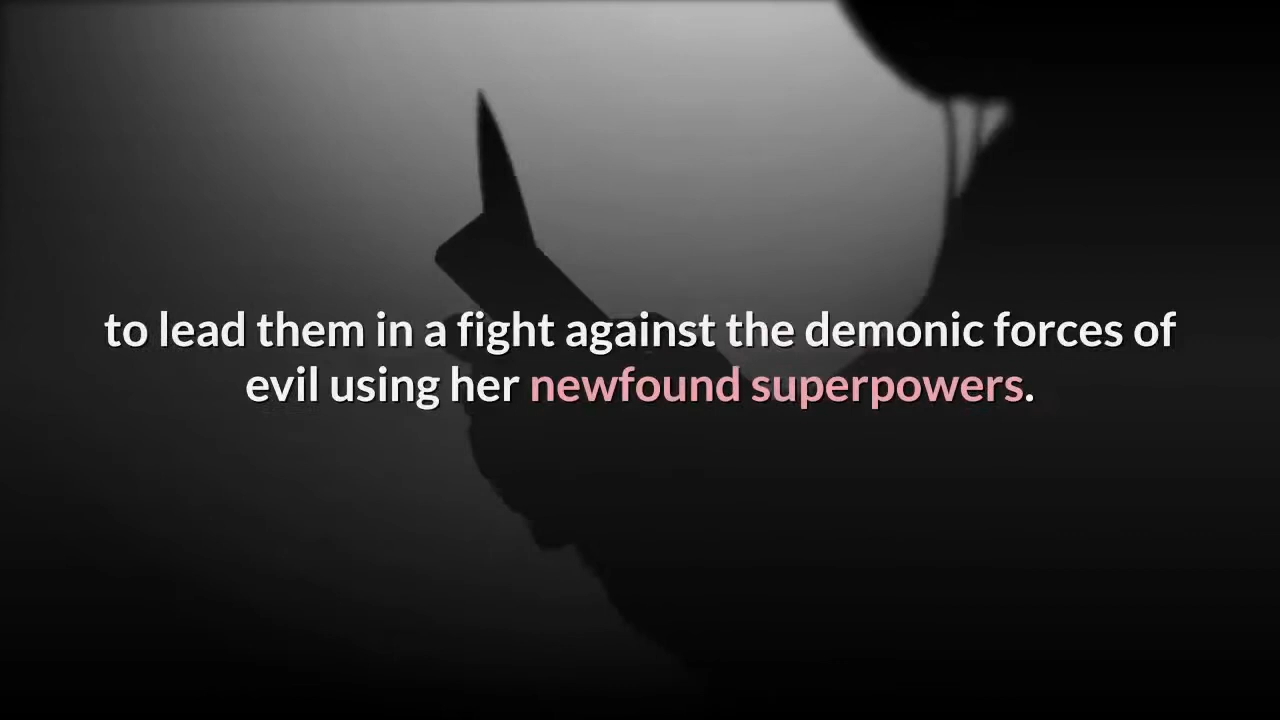 to lead them in a fight against the demonic forces of
evil using her newfound superpowers.